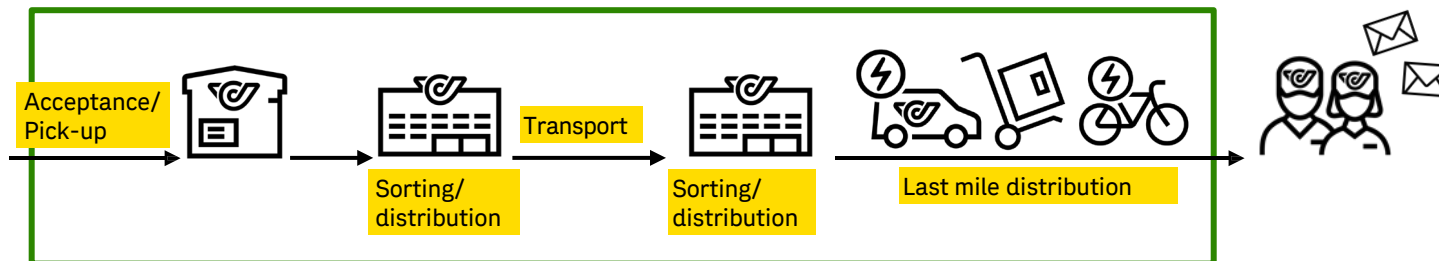 Acceptance/
Pick-up
Sorting/
distribution
Transport
Sorting/
distribution
Last mile distribution